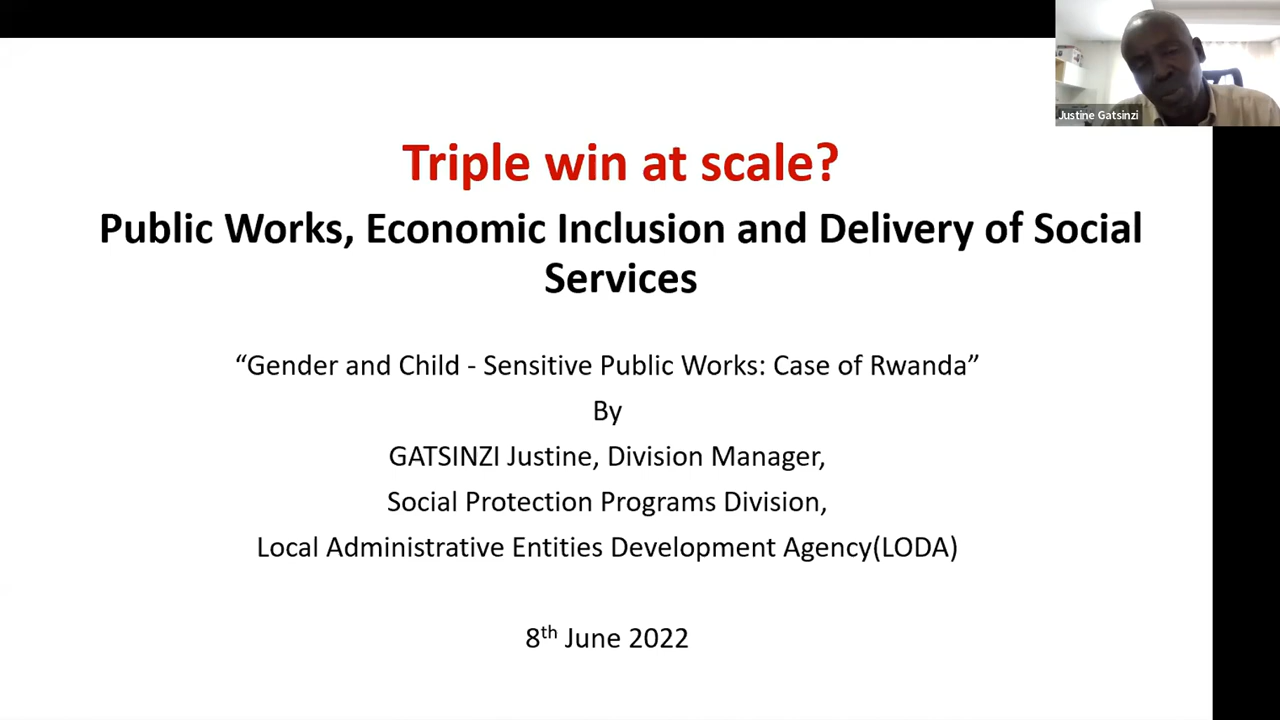 Justine Gatsinzi
Triple win at scale?
Public Works, Economic Inclusion and Delivery of Social
Services
“Gender and Child - Sensitive Public Works: Case of Rwanda”
By
GATSINZI Justine, Division Manager,
Social Protection Programs Division,
Local Administrative Entities Development Agency(LODA)
8th June 2022